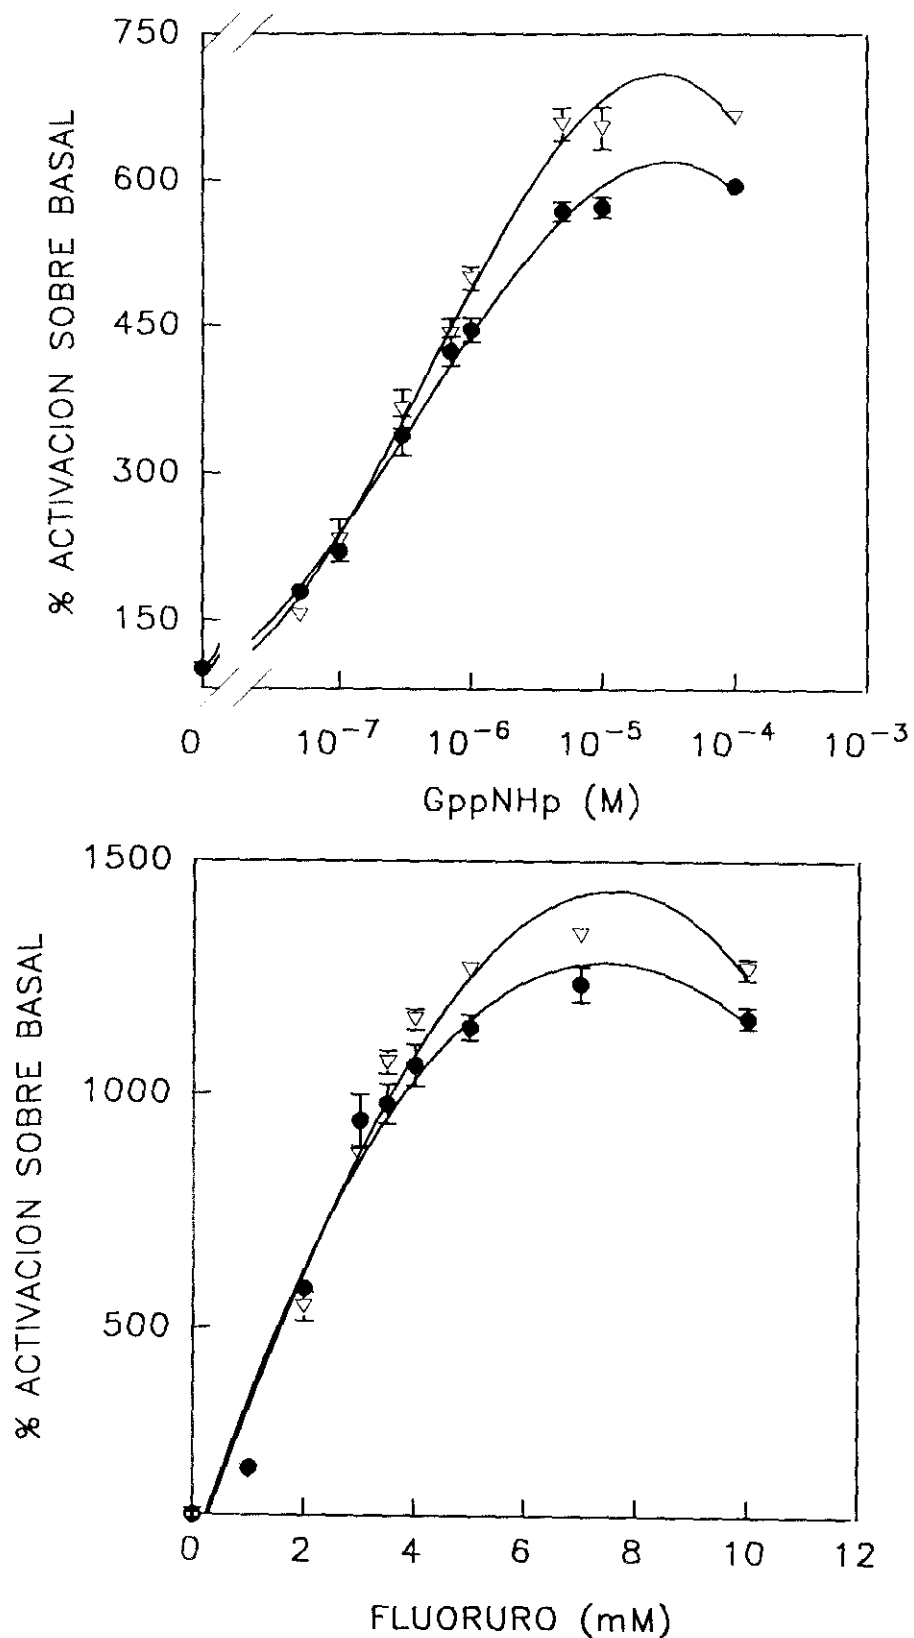 750
600
450
300
150
% ACTIVACION SOBRE BASAL
0 10⁻⁷ 10⁻⁶ 10⁻⁵ 10⁻⁴ 10⁻³
GppNHp (M)
1500
1000
500
% ACTIVACION SOBRE BASAL
0 2 4 6 8 10 12
FLUORURO (mM)